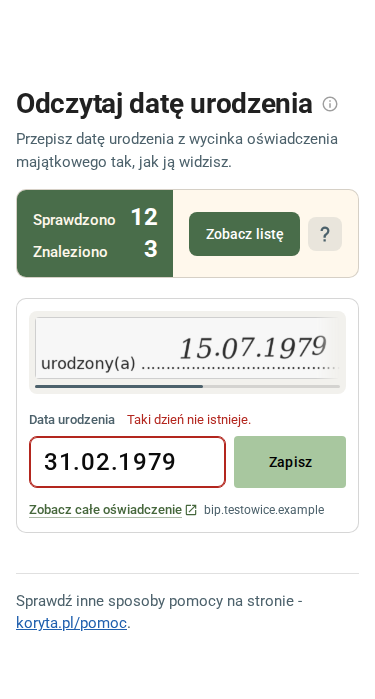 Odczytaj datę urodzenia
Przepisz datę urodzenia z wycinka oświadczenia
majątkowego tak, jak ją widzisz.
Sprawdzono 12
Znaleziono 3
Zobacz listę
?
15.07.1979
urodzony(a) ................................
Data urodzenia Taki dzień nie istnieje.
31.02.1979
Zapisz
Zobacz całe oświadczenie bip.testowice.example
Sprawdź inne sposoby pomocy na stronie -
koryta.pl/pomoc.